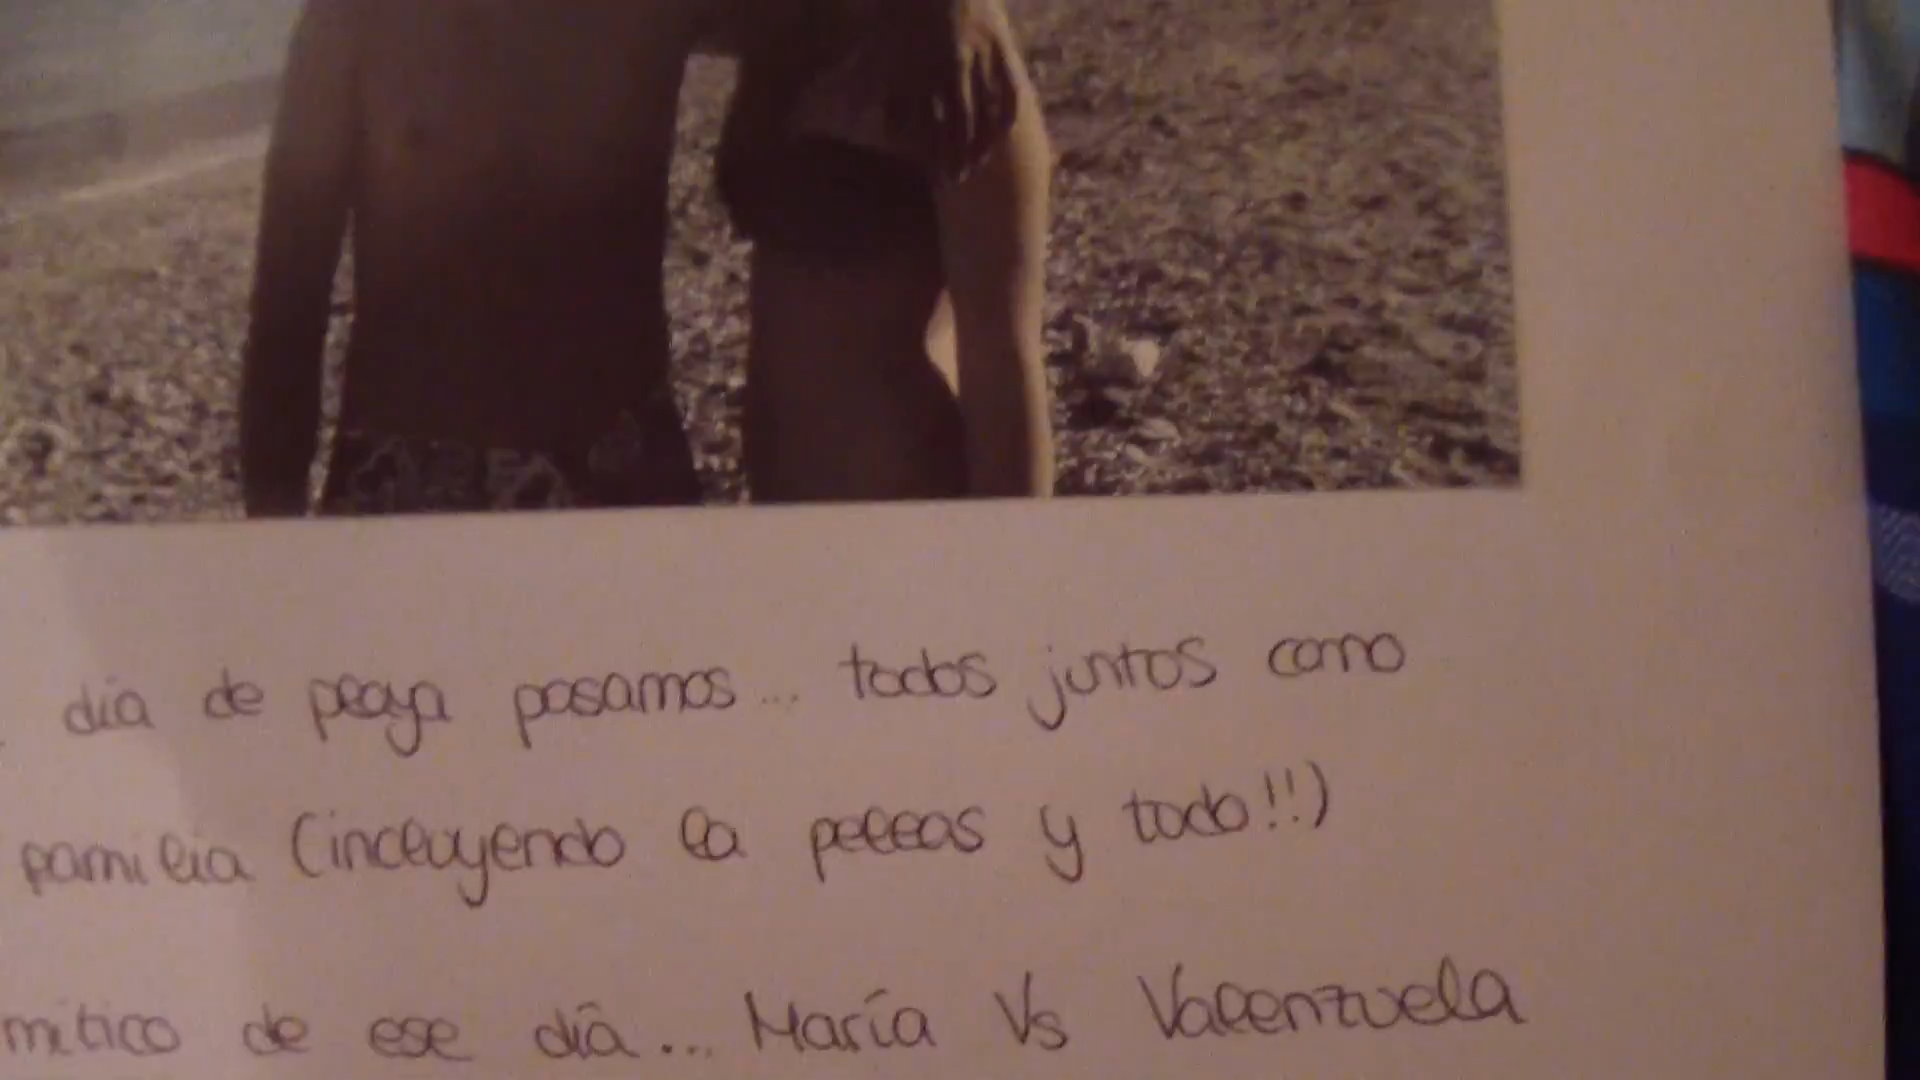 día de playa pasamos... todos juntos como
familia (incluyendo la peleas y todo!!)
mítico de ese día... María Vs Valenzuela